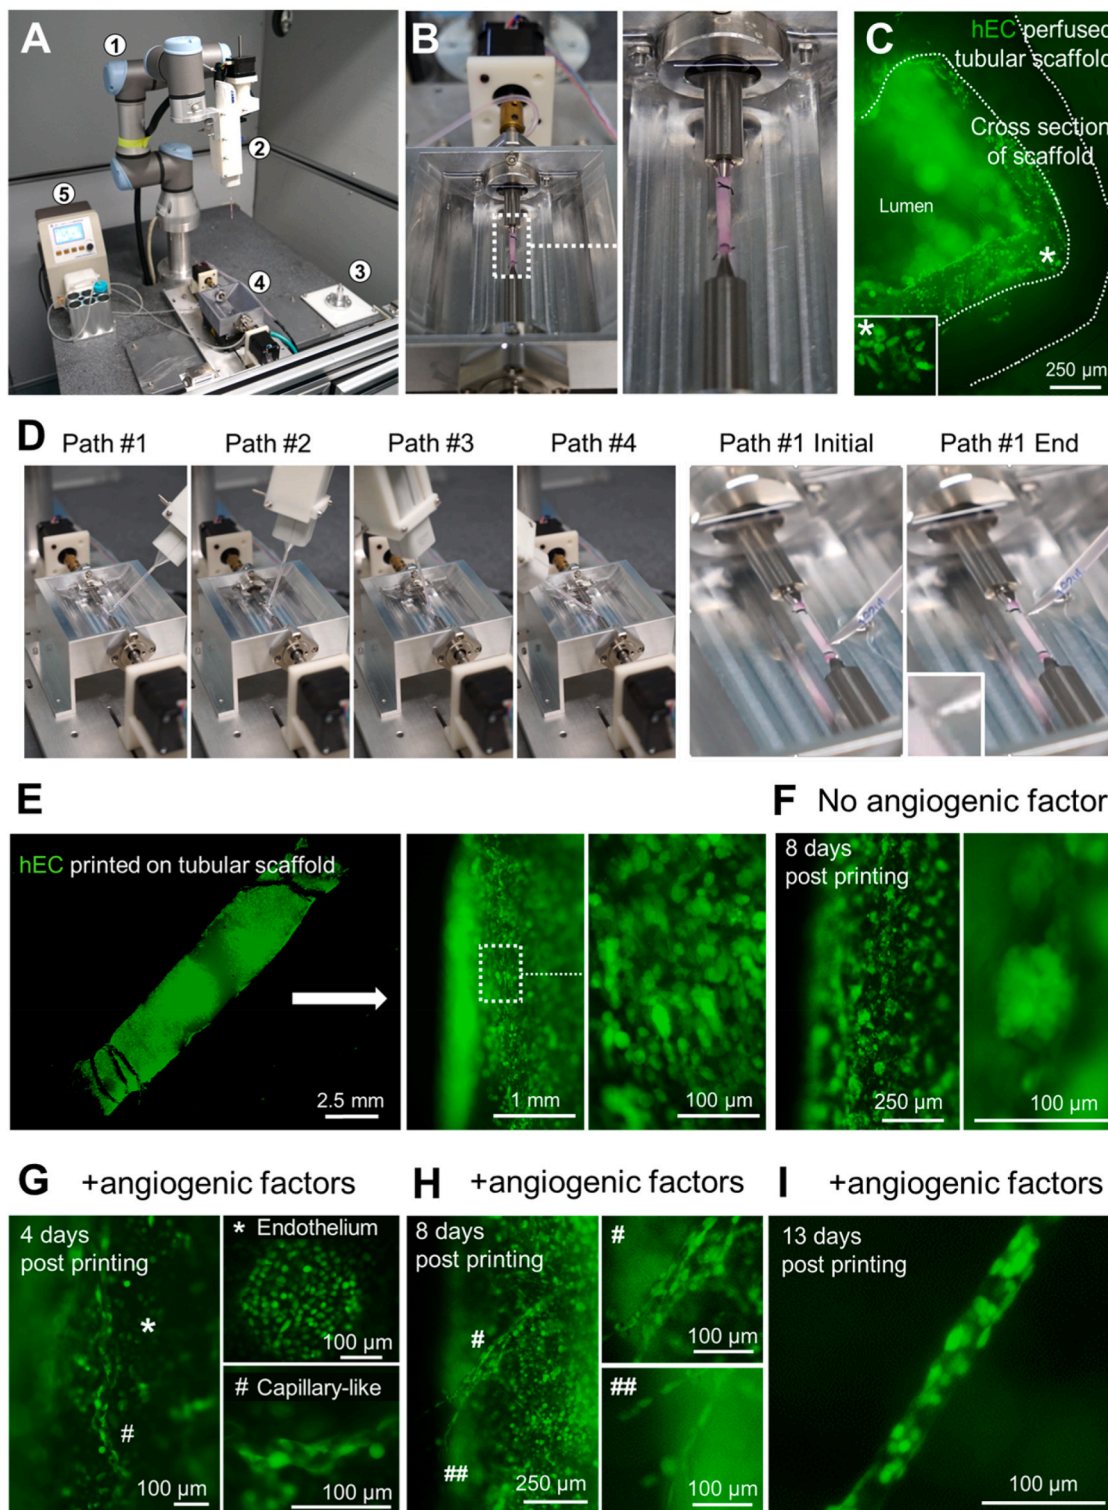 A
1
2
3
4
5
B
C
hEC perfused
tubular scaffold
Cross section
of scaffold
Lumen
*
*
250 µm
D
Path #1
Path #2
Path #3
Path #4
Path #1 Initial
Path #1 End
E
hEC printed on tubular scaffold
2.5 mm
1 mm
100 µm
F
No angiogenic factor
8 days
post printing
250 µm
100 µm
G
+angiogenic factors
4 days
post printing
*
#
100 µm
* Endothelium
100 µm
# Capillary-like
100 µm
H
+angiogenic factors
8 days
post printing
#
##
250 µm
#
100 µm
##
100 µm
I
+angiogenic factors
13 days
post printing
100 µm